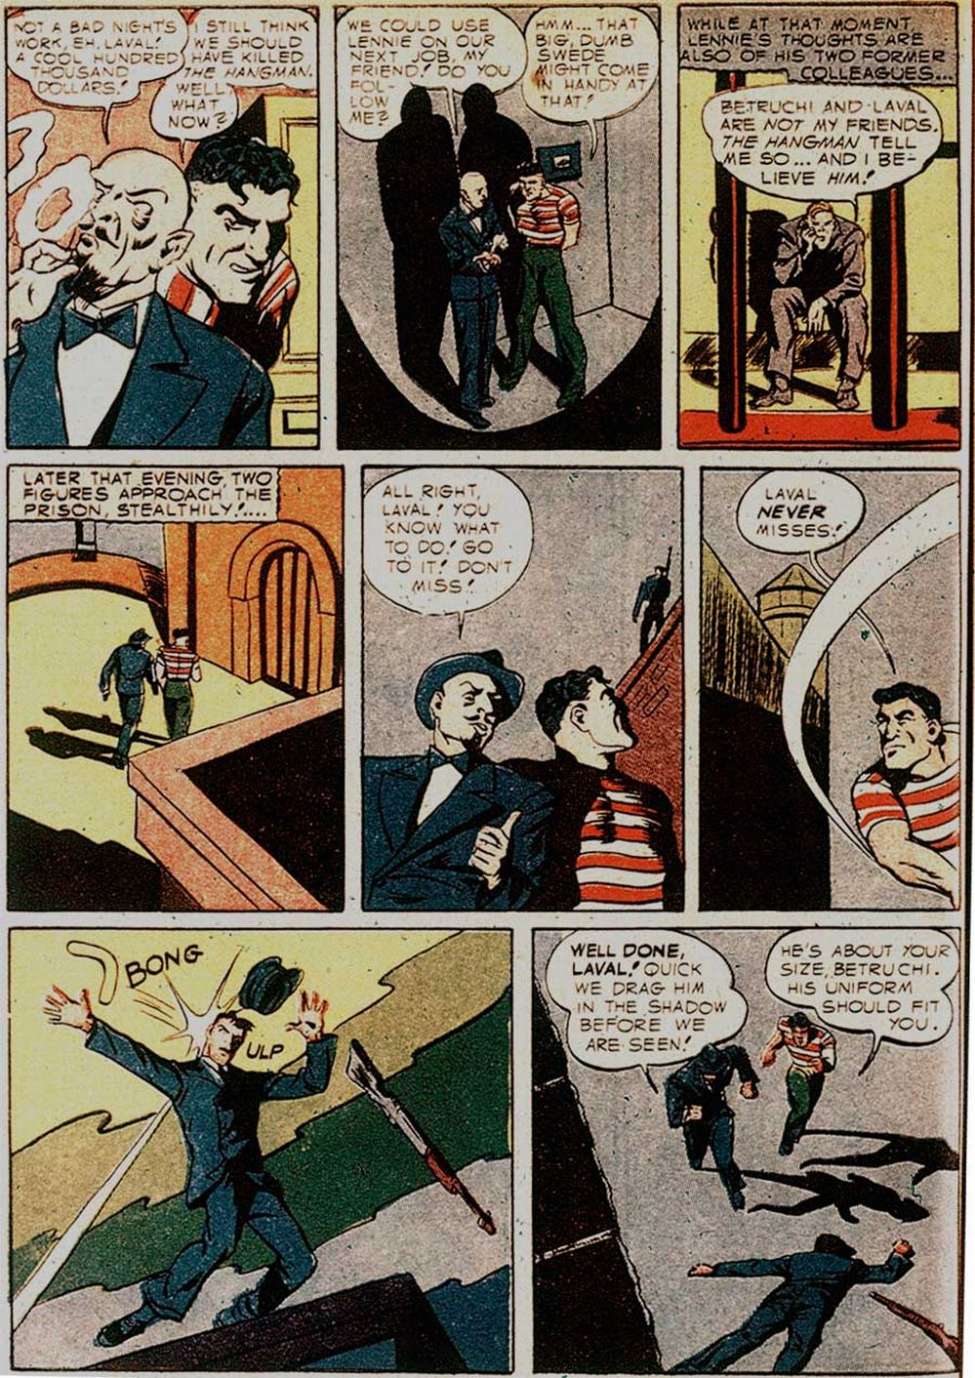 NOT A BAD NIGHT'S
WORK, EH, LAVAL!
A COOL HUNDRED
THOUSAND
DOLLARS!
I STILL THINK
WE SHOULD
HAVE KILLED
THE HANGMAN.
WELL,
WHAT
NOW?
WE COULD USE
LENNIE ON OUR
NEXT JOB, MY
FRIEND! DO YOU
FOL-
LOW
ME?
HMM... THAT
BIG, DUMB
SWEDE
MIGHT COME
IN HANDY AT
THAT!
WHILE AT THAT MOMENT,
LENNIE'S THOUGHTS ARE
ALSO OF HIS TWO FORMER
COLLEAGUES...
BETRUCHI AND LAVAL
ARE NOT MY FRIENDS.
THE HANGMAN TELL
ME SO... AND I BE-
LIEVE HIM!
LATER THAT EVENING, TWO
FIGURES APPROACH THE
PRISON, STEALTHILY!....
ALL RIGHT,
LAVAL! YOU
KNOW WHAT
TO DO! GO
TO IT! DON'T
MISS!
LAVAL
NEVER
MISSES!
BONG
ULP
WELL DONE,
LAVAL! QUICK
WE DRAG HIM
IN THE SHADOW
BEFORE WE
ARE SEEN!
HE'S ABOUT YOUR
SIZE, BETRUCHI.
HIS UNIFORM
SHOULD FIT
YOU.